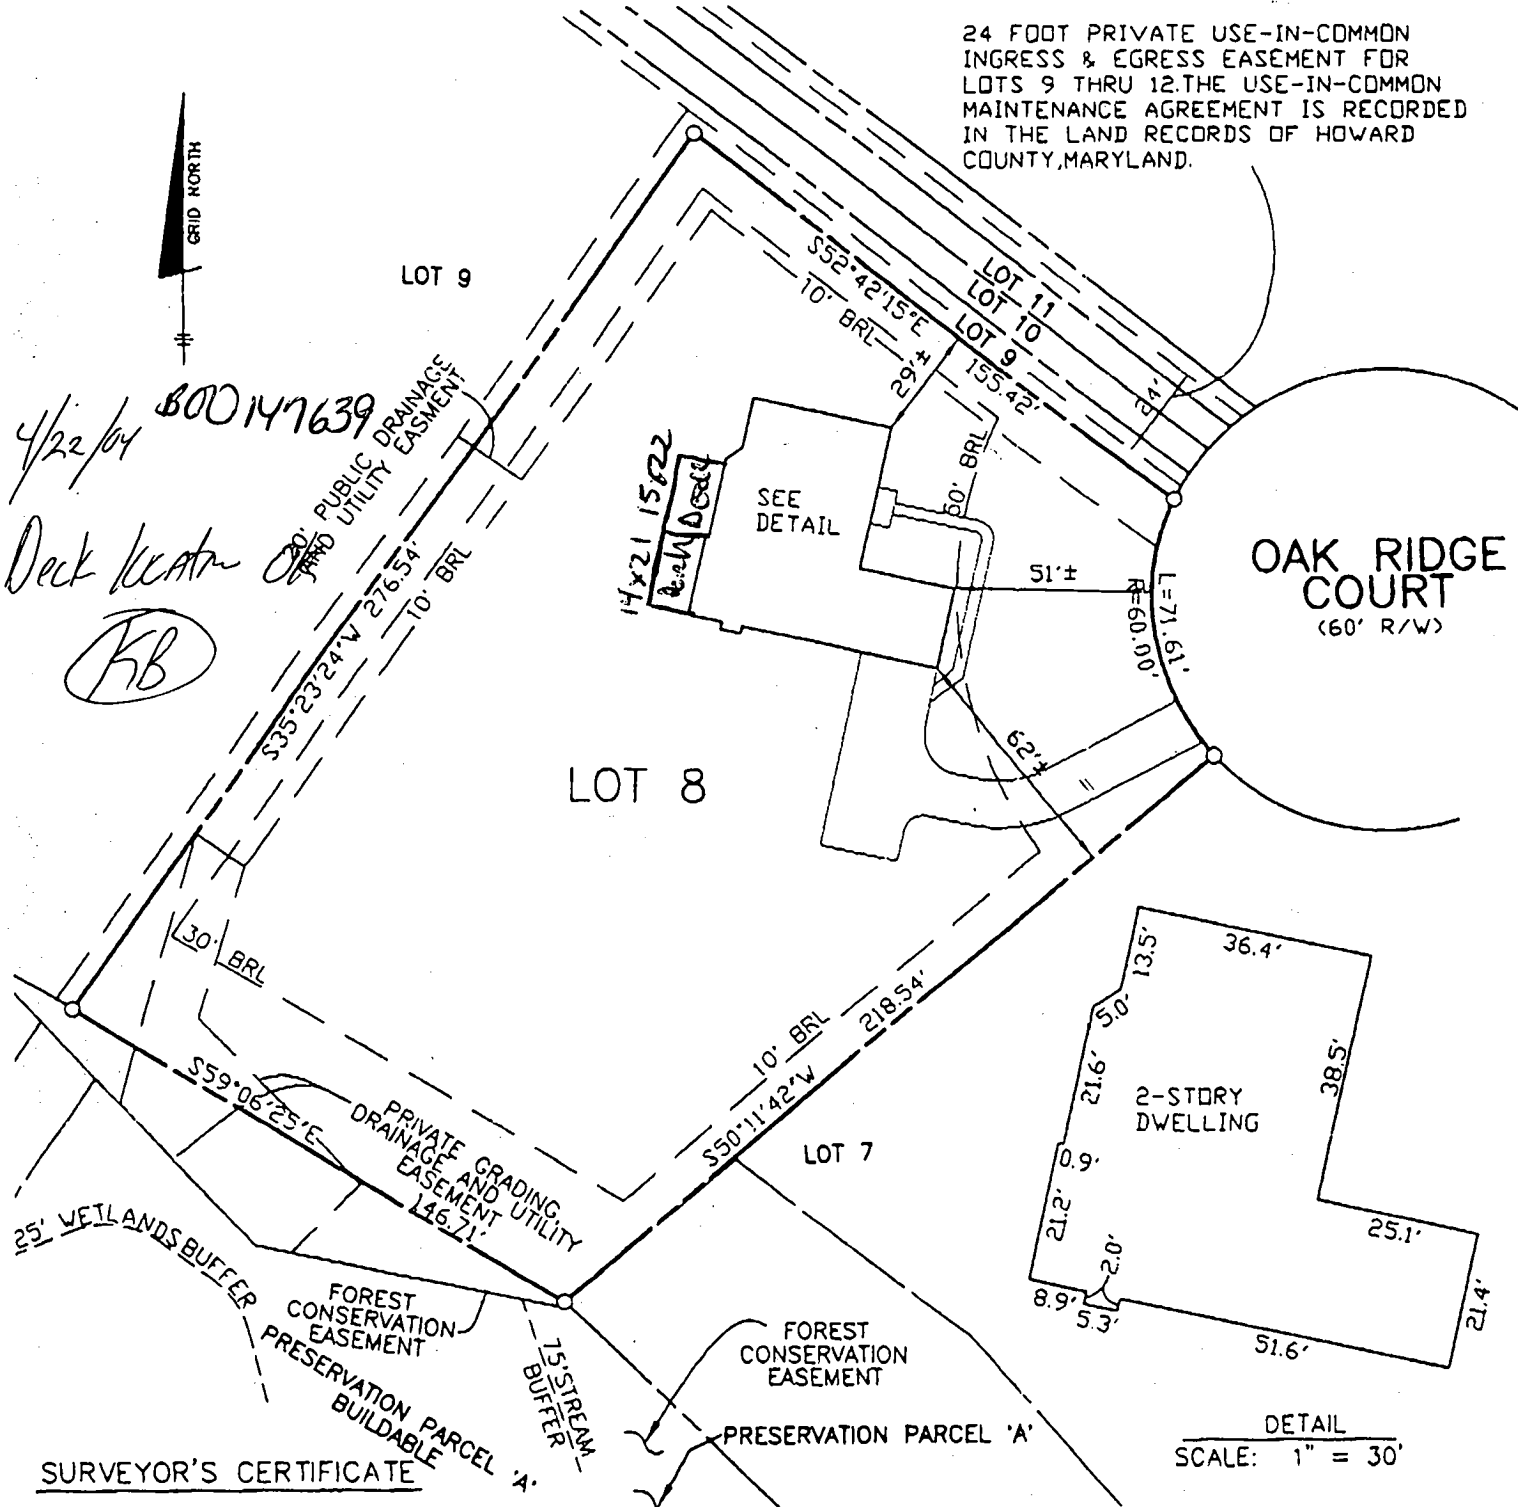 24 FOOT PRIVATE USE-IN-COMMON
INGRESS & EGRESS EASEMENT FOR
LOTS 9 THRU 12.THE USE-IN-COMMON
MAINTENANCE AGREEMENT IS RECORDED
IN THE LAND RECORDS OF HOWARD
COUNTY,MARYLAND.
GRID NORTH
LOT 9
S52°42'15"E
155.42'
10' BRL
LOT 11
LOT 10
LOT 9
24'
29'±
4/22/04
B00147639
Deck
KB
20' PUBLIC DRAINAGE
AND UTILITY EASMENT
S35°23'24"W 276.54'
10' BRL
14x21 15x22
Deck
SEE
DETAIL
60' BRL
51'±
L=71.61'
R=60.00'
OAK RIDGE
COURT
(60' R/W)
62'±
LOT 8
30' BRL
10' BRL
218.54'
S50°11'42"W
LOT 7
S59°06'25"E
146.71'
PRIVATE GRADING,
DRAINAGE AND UTILITY
EASEMENT
25' WETLANDS BUFFER
FOREST
CONSERVATION
EASEMENT
PRESERVATION PARCEL 'A'
BUILDABLE
75'STREAM
BUFFER
FOREST
CONSERVATION
EASEMENT
PRESERVATION PARCEL 'A'
36.4'
13.5'
5.0'
21.6'
38.5'
2-STORY
DWELLING
0.9'
21.2'
2.0'
25.1'
8.9'
5.3'
21.4'
51.6'
DETAIL
SCALE: 1" = 30'
SURVEYOR'S CERTIFICATE